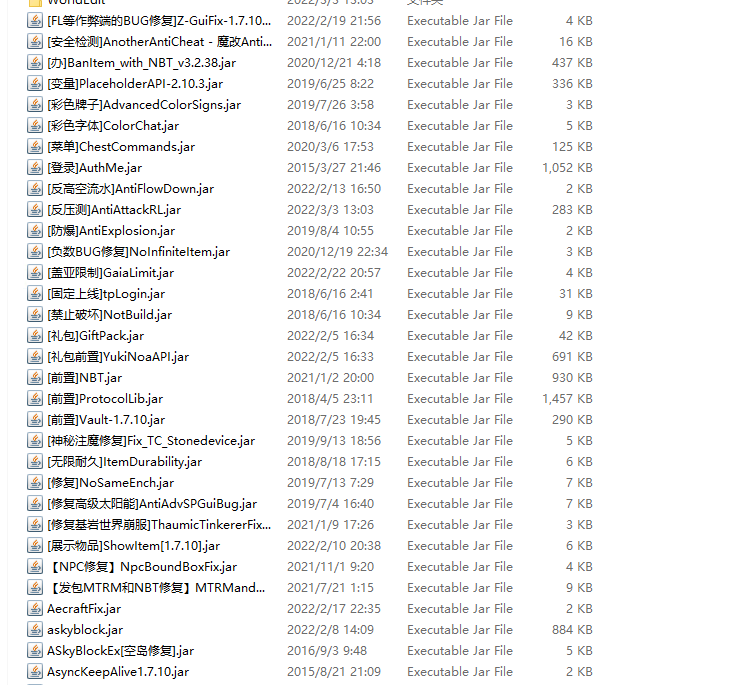 WorldEdit 2022/3/3 13:03 文件夹
[FL等作弊端的BUG修复]Z-GuiFix-1.7.10... 2022/2/19 21:56 Executable Jar File 4 KB
[安全检测]AnotherAntiCheat - 魔改Anti... 2021/1/11 22:00 Executable Jar File 16 KB
[办]BanItem_with_NBT_v3.2.38.jar 2020/12/21 4:18 Executable Jar File 437 KB
[变量]PlaceholderAPI-2.10.3.jar 2019/6/25 8:22 Executable Jar File 336 KB
[彩色牌子]AdvancedColorSigns.jar 2019/7/26 3:58 Executable Jar File 3 KB
[彩色字体]ColorChat.jar 2018/6/16 10:34 Executable Jar File 5 KB
[菜单]ChestCommands.jar 2020/3/6 17:53 Executable Jar File 125 KB
[登录]AuthMe.jar 2015/3/27 21:46 Executable Jar File 1,052 KB
[反高空流水]AntiFlowDown.jar 2022/2/13 16:50 Executable Jar File 2 KB
[反压测]AntiAttackRL.jar 2022/3/3 13:03 Executable Jar File 283 KB
[防爆]AntiExplosion.jar 2019/8/4 10:55 Executable Jar File 2 KB
[负数BUG修复]NoInfiniteItem.jar 2020/12/19 22:34 Executable Jar File 3 KB
[盖亚限制]GaiaLimit.jar 2022/2/22 20:57 Executable Jar File 4 KB
[固定上线]tpLogin.jar 2018/6/16 2:41 Executable Jar File 31 KB
[禁止破坏]NotBuild.jar 2018/6/16 10:34 Executable Jar File 9 KB
[礼包]GiftPack.jar 2022/2/5 16:34 Executable Jar File 42 KB
[礼包前置]YukiNoaAPI.jar 2022/2/5 16:33 Executable Jar File 691 KB
[前置]NBT.jar 2021/1/2 20:00 Executable Jar File 930 KB
[前置]ProtocolLib.jar 2018/4/5 23:11 Executable Jar File 1,457 KB
[前置]Vault-1.7.10.jar 2018/7/23 19:45 Executable Jar File 290 KB
[神秘注魔修复]Fix_TC_Stonedevice.jar 2019/9/13 18:56 Executable Jar File 5 KB
[无限耐久]ItemDurability.jar 2018/8/18 17:15 Executable Jar File 6 KB
[修复]NoSameEnch.jar 2019/7/13 7:29 Executable Jar File 7 KB
[修复高级太阳能]AntiAdvSPGuiBug.jar 2019/7/4 16:40 Executable Jar File 7 KB
[修复基岩世界崩服]ThaumicTinkererFix... 2021/1/9 17:26 Executable Jar File 3 KB
[展示物品]ShowItem[1.7.10].jar 2022/2/10 20:38 Executable Jar File 6 KB
【NPC修复】NpcBoundBoxFix.jar 2021/11/1 9:20 Executable Jar File 4 KB
【发包MTRM和NBT修复】MTRMand... 2021/7/21 1:15 Executable Jar File 9 KB
AecraftFix.jar 2022/2/17 22:35 Executable Jar File 2 KB
askyblock.jar 2022/2/8 14:09 Executable Jar File 884 KB
ASkyBlockEx[空岛修复].jar 2016/9/3 9:48 Executable Jar File 5 KB
AsyncKeepAlive1.7.10.jar 2015/8/21 21:09 Executable Jar File 2 KB